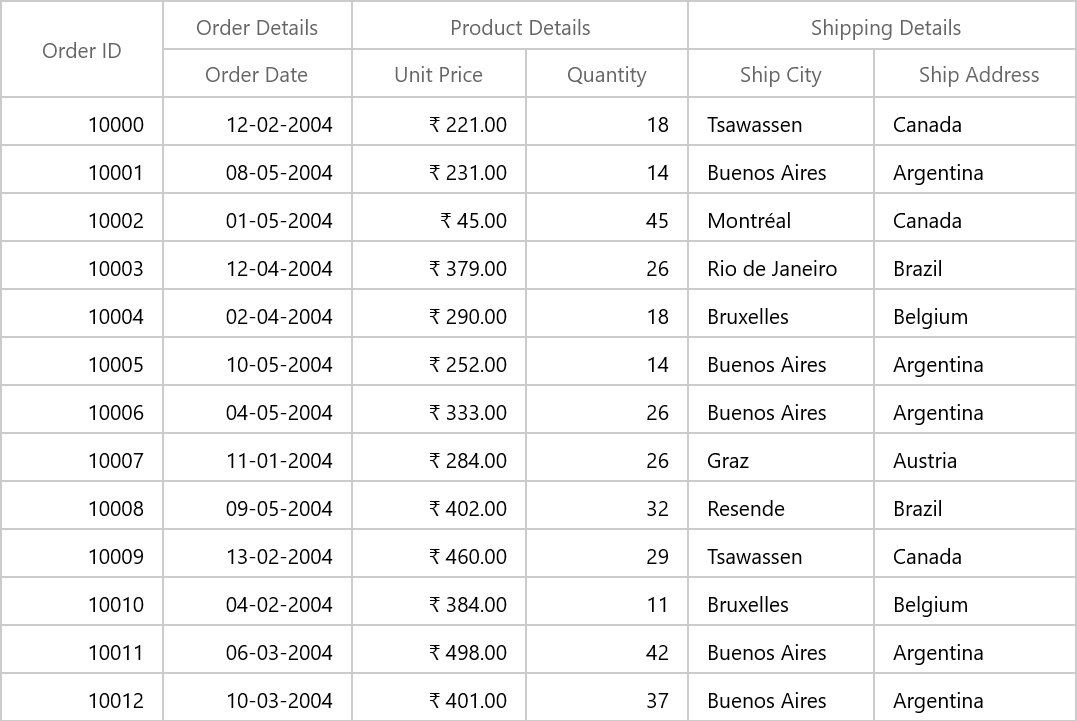 Order ID Order Details Product Details Shipping Details
Order Date Unit Price Quantity Ship City Ship Address
10000 12-02-2004 ₹ 221.00 18 Tsawassen Canada
10001 08-05-2004 ₹ 231.00 14 Buenos Aires Argentina
10002 01-05-2004 ₹ 45.00 45 Montréal Canada
10003 12-04-2004 ₹ 379.00 26 Rio de Janeiro Brazil
10004 02-04-2004 ₹ 290.00 18 Bruxelles Belgium
10005 10-05-2004 ₹ 252.00 14 Buenos Aires Argentina
10006 04-05-2004 ₹ 333.00 26 Buenos Aires Argentina
10007 11-01-2004 ₹ 284.00 26 Graz Austria
10008 09-05-2004 ₹ 402.00 32 Resende Brazil
10009 13-02-2004 ₹ 460.00 29 Tsawassen Canada
10010 04-02-2004 ₹ 384.00 11 Bruxelles Belgium
10011 06-03-2004 ₹ 498.00 42 Buenos Aires Argentina
10012 10-03-2004 ₹ 401.00 37 Buenos Aires Argentina